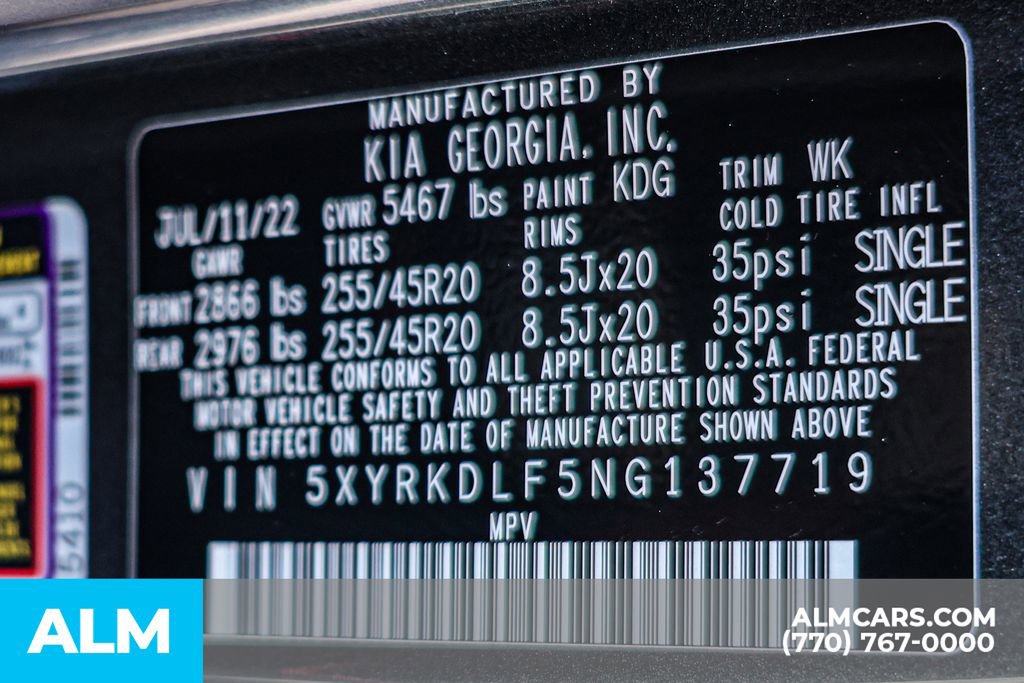 MANUFACTURED BY
KIA GEORGIA, INC.
JUL/11/22 GVWR 5467 lbs PAINT KDG TRIM WK
GAWR TIRES RIMS COLD TIRE INFL
FRONT 2866 lbs 255/45R20 8.5Jx20 35psi SINGLE
REAR 2976 lbs 255/45R20 8.5Jx20 35psi SINGLE
THIS VEHICLE CONFORMS TO ALL APPLICABLE U.S.A. FEDERAL
MOTOR VEHICLE SAFETY AND THEFT PREVENTION STANDARDS
IN EFFECT ON THE DATE OF MANUFACTURE SHOWN ABOVE
VIN 5XYRKDLF5NG137719
MPV
5410
ALM
ALMCARS.COM
(770) 767-0000